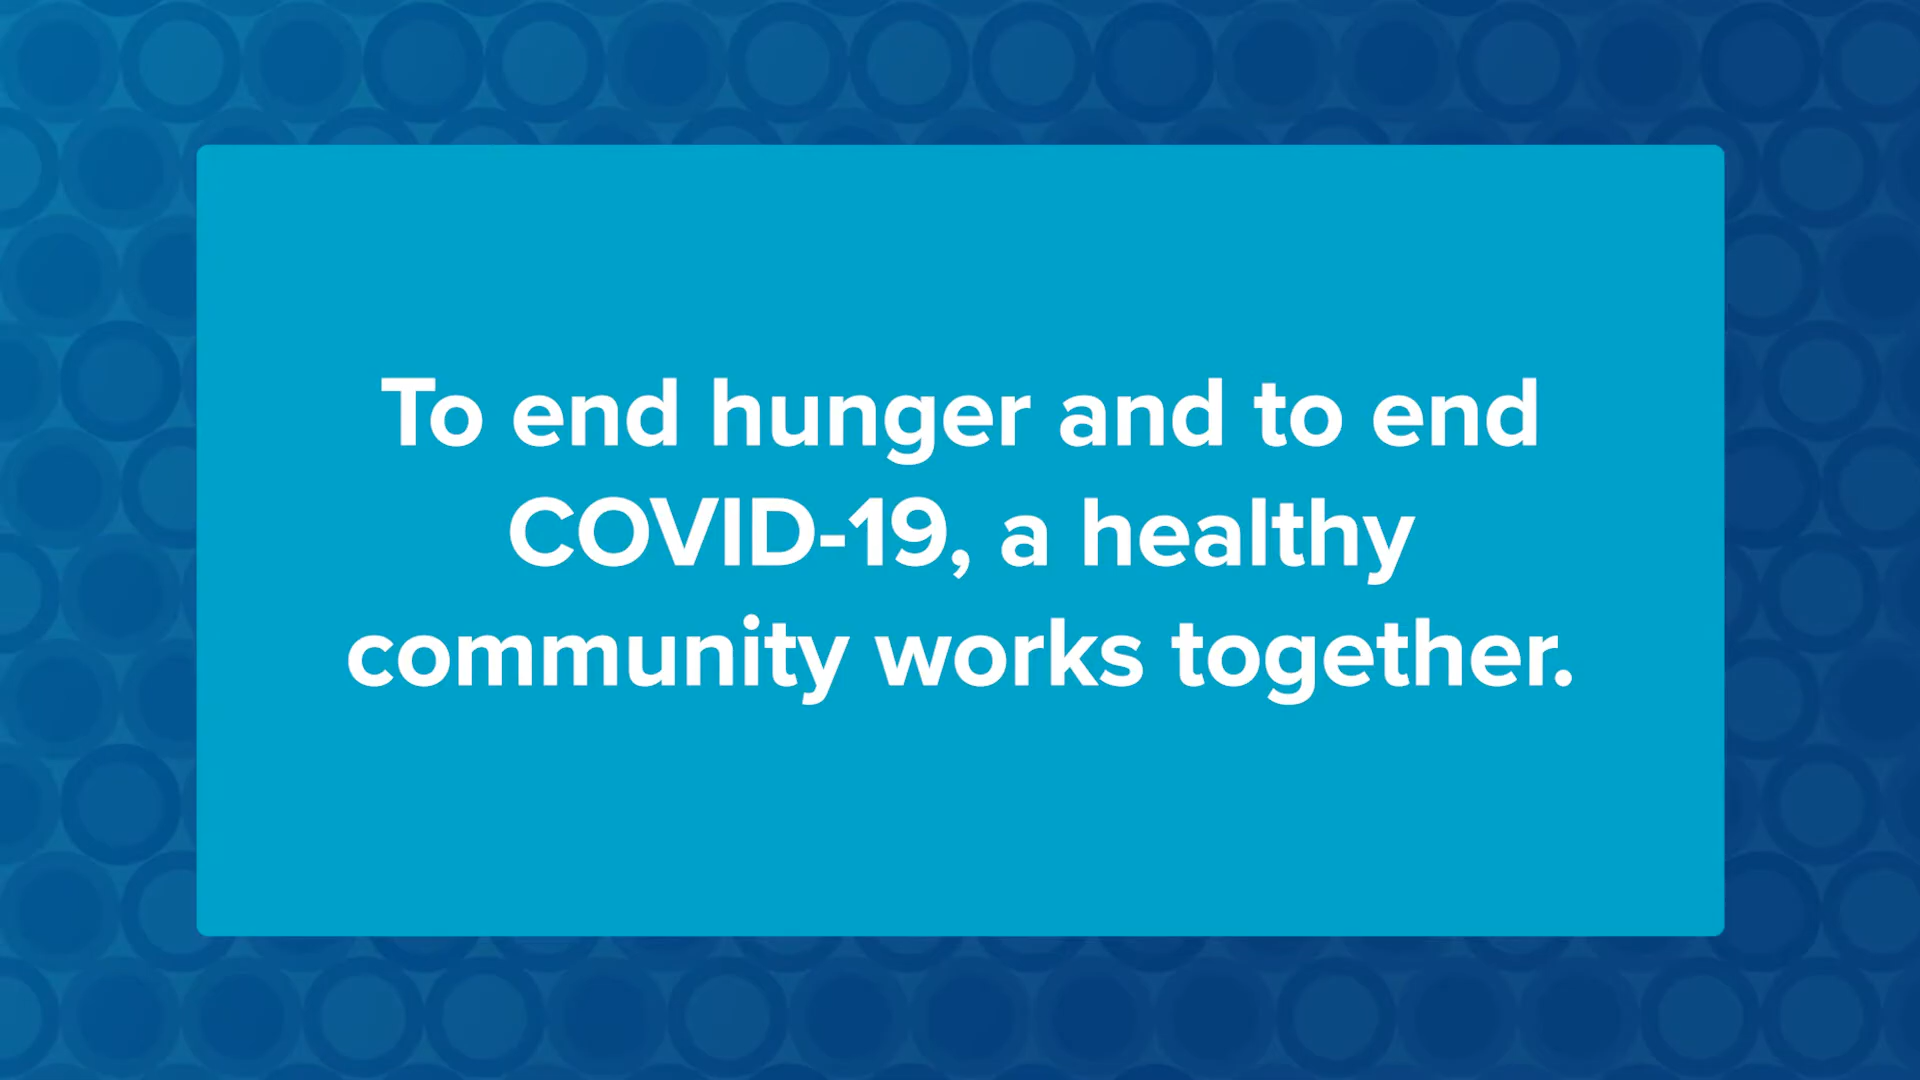 To end hunger and to end
COVID-19, a healthy
community works together.